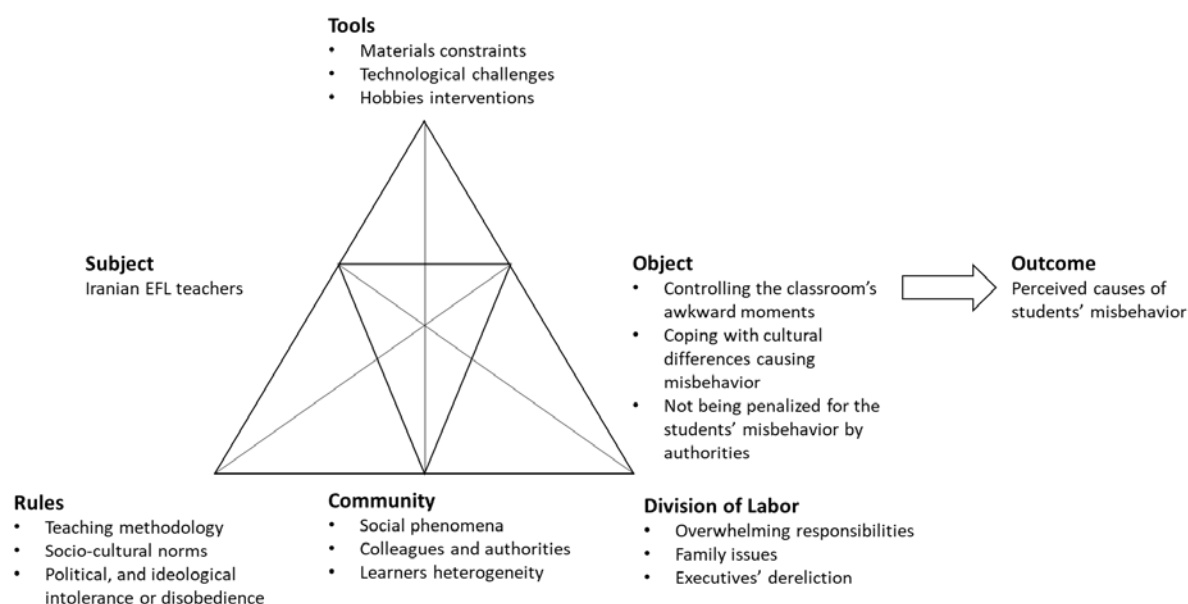 Tools
• Materials constraints
• Technological challenges
• Hobbies interventions
Subject
Iranian EFL teachers
Object
• Controlling the classroom's
awkward moments
• Coping with cultural
differences causing
misbehavior
• Not being penalized for the
students' misbehavior by
authorities
Outcome
Perceived causes of
students' misbehavior
Rules
• Teaching methodology
• Socio-cultural norms
• Political, and ideological
intolerance or disobedience
Community
• Social phenomena
• Colleagues and authorities
• Learners heterogeneity
Division of Labor
• Overwhelming responsibilities
• Family issues
• Executives' dereliction